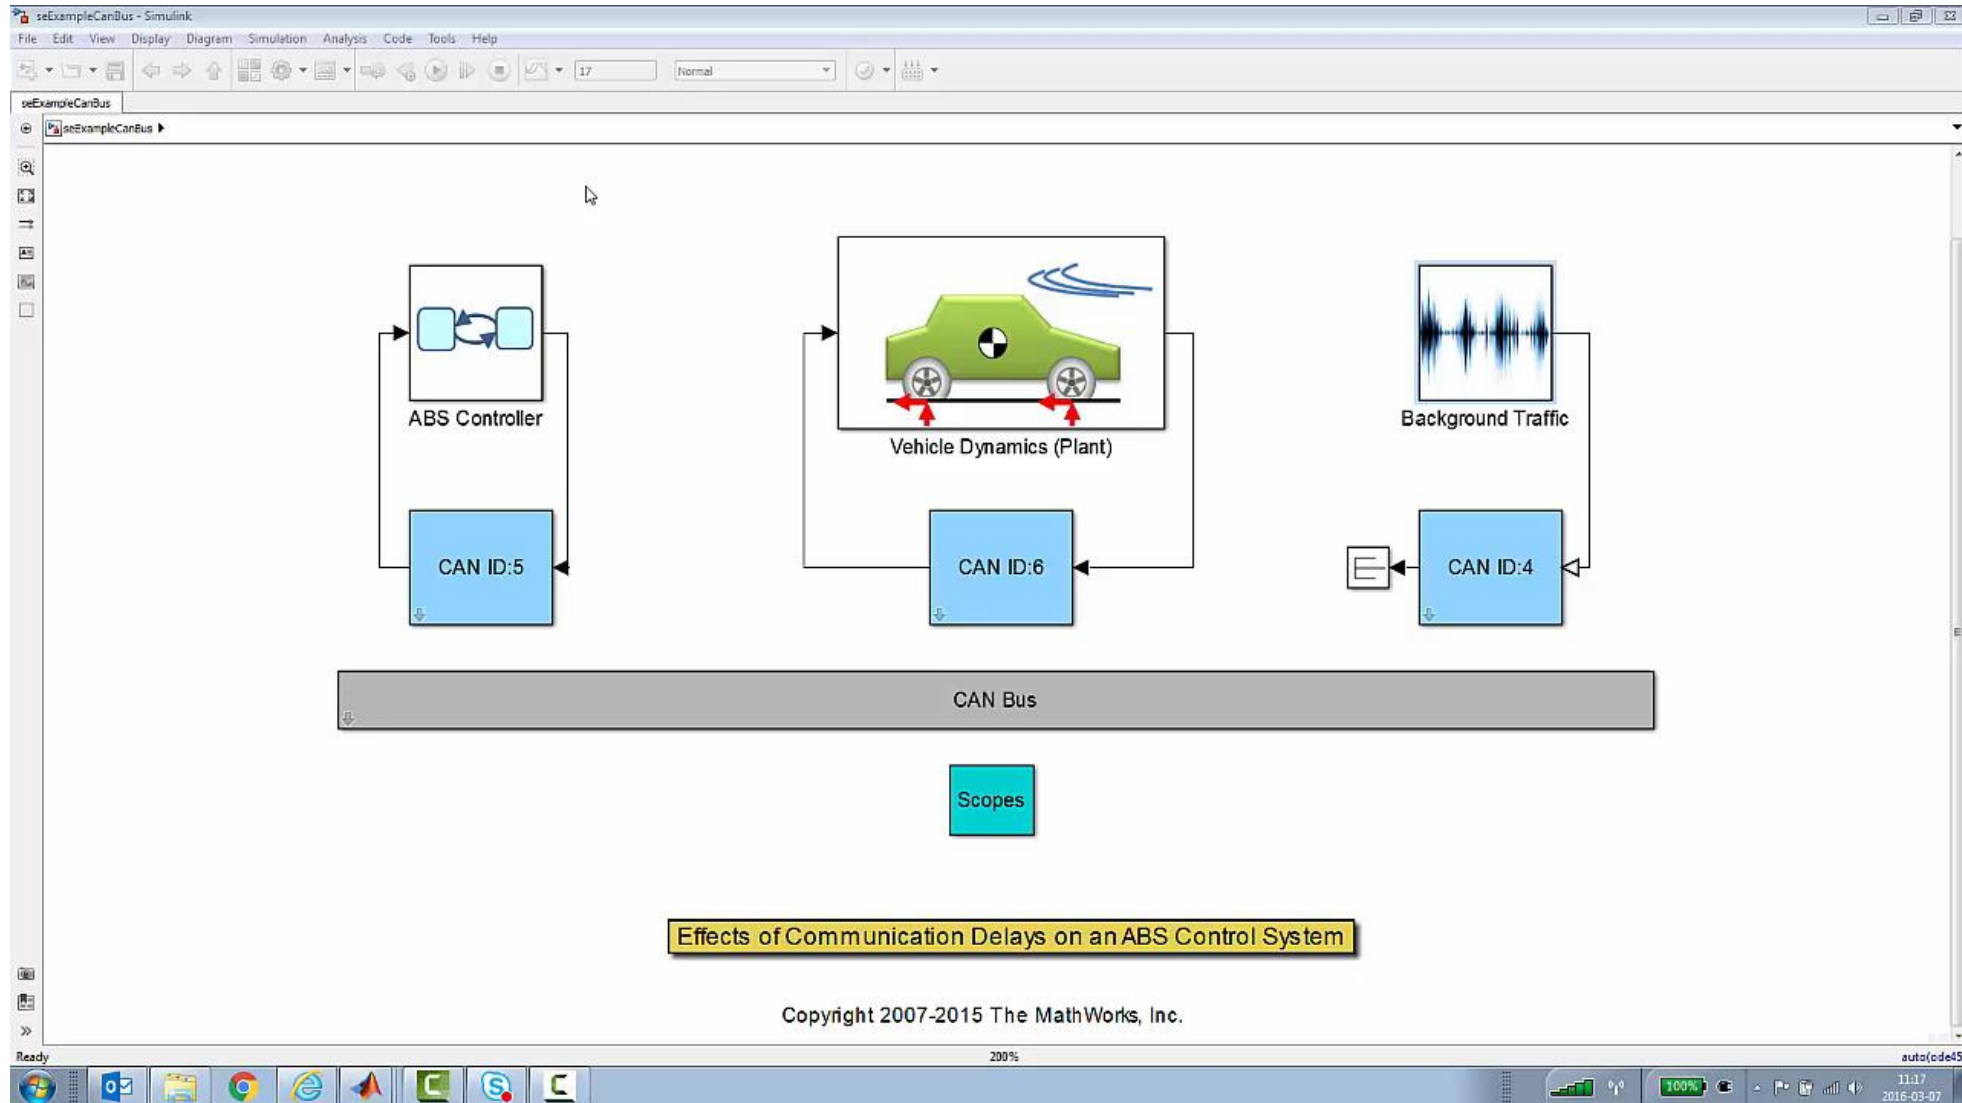 seExampleCanBus - Simulink
File Edit View Display Diagram Simulation Analysis Code Tools Help
17 Normal
seExampleCanBus
seExampleCanBus
ABS Controller
Vehicle Dynamics (Plant)
Background Traffic
CAN ID:5
CAN ID:6
CAN ID:4
CAN Bus
Scopes
Effects of Communication Delays on an ABS Control System
Copyright 2007-2015 The MathWorks, Inc.
Ready 200% auto(ode45
100% 11:17
2016-03-07